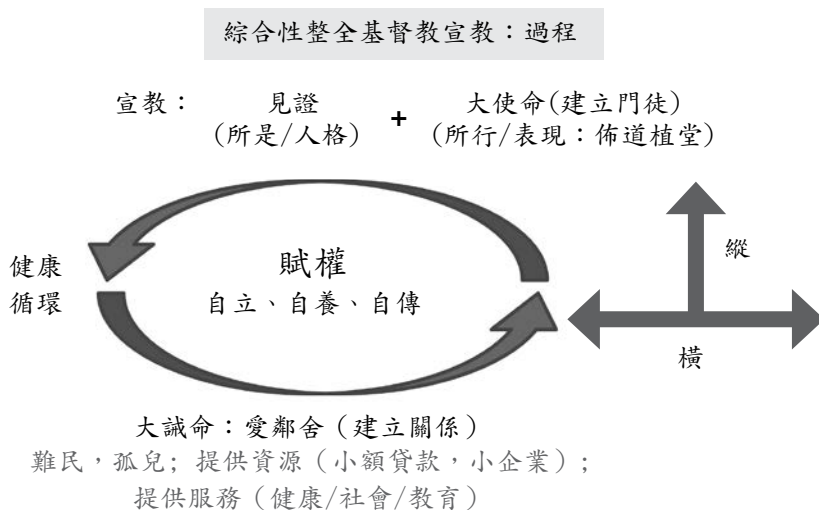 綜合性整全基督教宣教：過程
宣教： 見證 + 大使命(建立門徒)
(所是/人格) (所行/表現：佈道植堂)
健康
循環
賦權
自立、自養、自傳
縱
橫
大誡命：愛鄰舍（建立關係）
難民，孤兒; 提供資源（小額貸款，小企業）;
提供服務（健康/社會/教育）